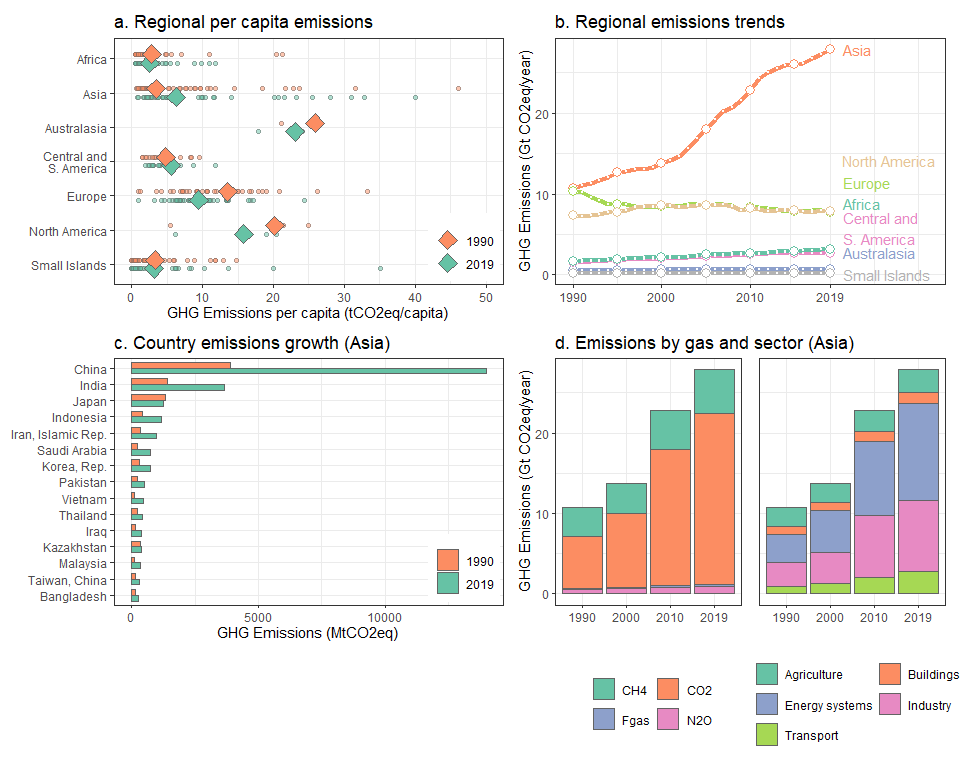 a. Regional per capita emissions
Africa
Asia
Australasia
Central and
S. America
Europe
North America
Small Islands
0
10
20
30
40
50
GHG Emissions per capita (tCO2eq/capita)
1990
2019
b. Regional emissions trends
GHG Emissions (Gt CO2eq/year)
20
10
0
1990
2000
2010
2019
Asia
North America
Europe
Africa
Central and
S. America
Australasia
Small Islands
c. Country emissions growth (Asia)
China
India
Japan
Indonesia
Iran, Islamic Rep.
Saudi Arabia
Korea, Rep.
Pakistan
Vietnam
Thailand
Iraq
Kazakhstan
Malaysia
Taiwan, China
Bangladesh
0
5000
10000
GHG Emissions (MtCO2eq)
1990
2019
d. Emissions by gas and sector (Asia)
GHG Emissions (Gt CO2eq/year)
20
10
0
1990
2000
2010
2019
1990
2000
2010
2019
CH4
CO2
Fgas
N2O
Agriculture
Buildings
Energy systems
Industry
Transport